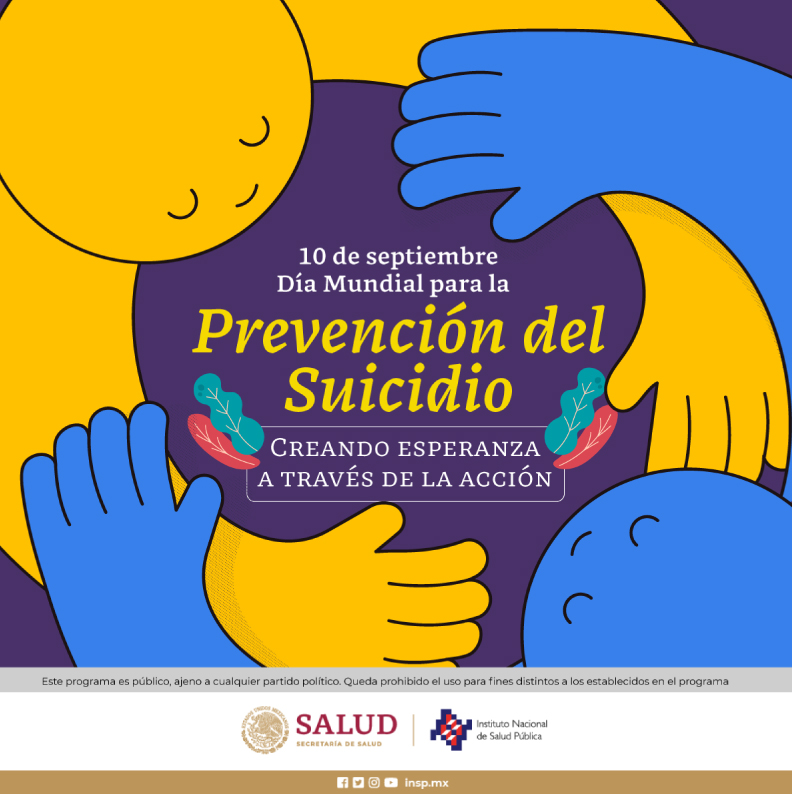 10 de septiembre
Día Mundial para la
Prevención del
Suicidio
CREANDO ESPERANZA
A TRAVÉS DE LA ACCIÓN
Este programa es público, ajeno a cualquier partido político. Queda prohibido el uso para fines distintos a los establecidos en el programa
SALUD
SECRETARÍA DE SALUD
Instituto Nacional
de Salud Pública
insp.mx